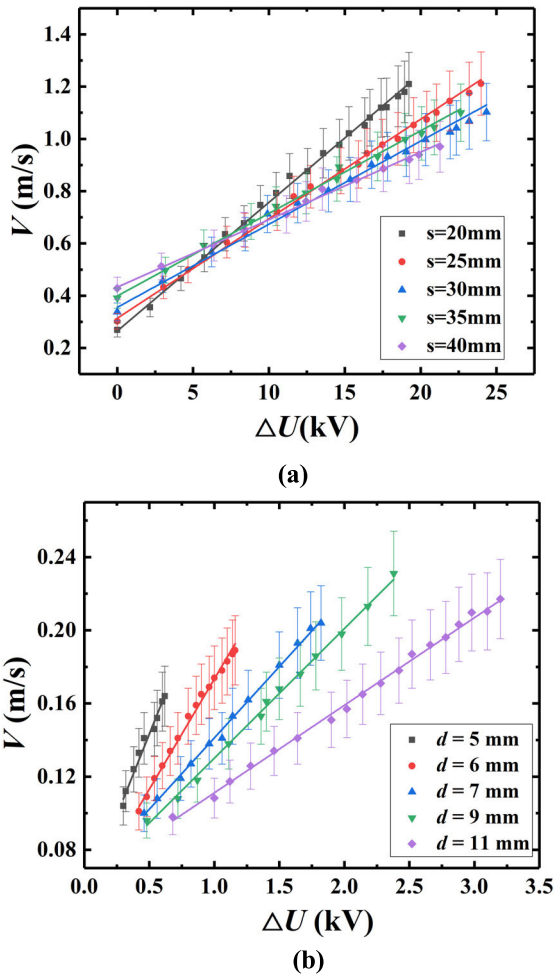 1.4
1.2
1.0
0.8
0.6
0.4
0.2
V (m/s)
s=20mm
s=25mm
s=30mm
s=35mm
s=40mm
0 5 10 15 20 25
△U(kV)
(a)
0.24
0.20
0.16
0.12
0.08
V (m/s)
d = 5 mm
d = 6 mm
d = 7 mm
d = 9 mm
d = 11 mm
0.0 0.5 1.0 1.5 2.0 2.5 3.0 3.5
△U (kV)
(b)